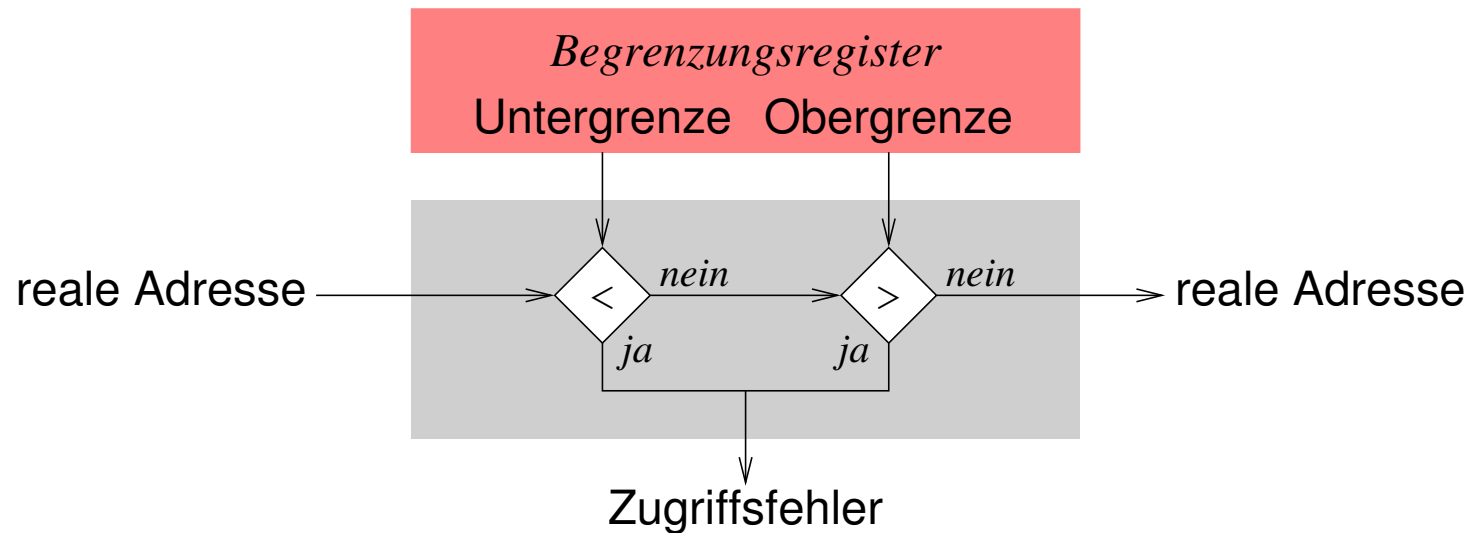 Begrenzungsregister
Untergrenze Obergrenze
reale Adresse < nein > nein reale Adresse
ja ja
Zugriffsfehler